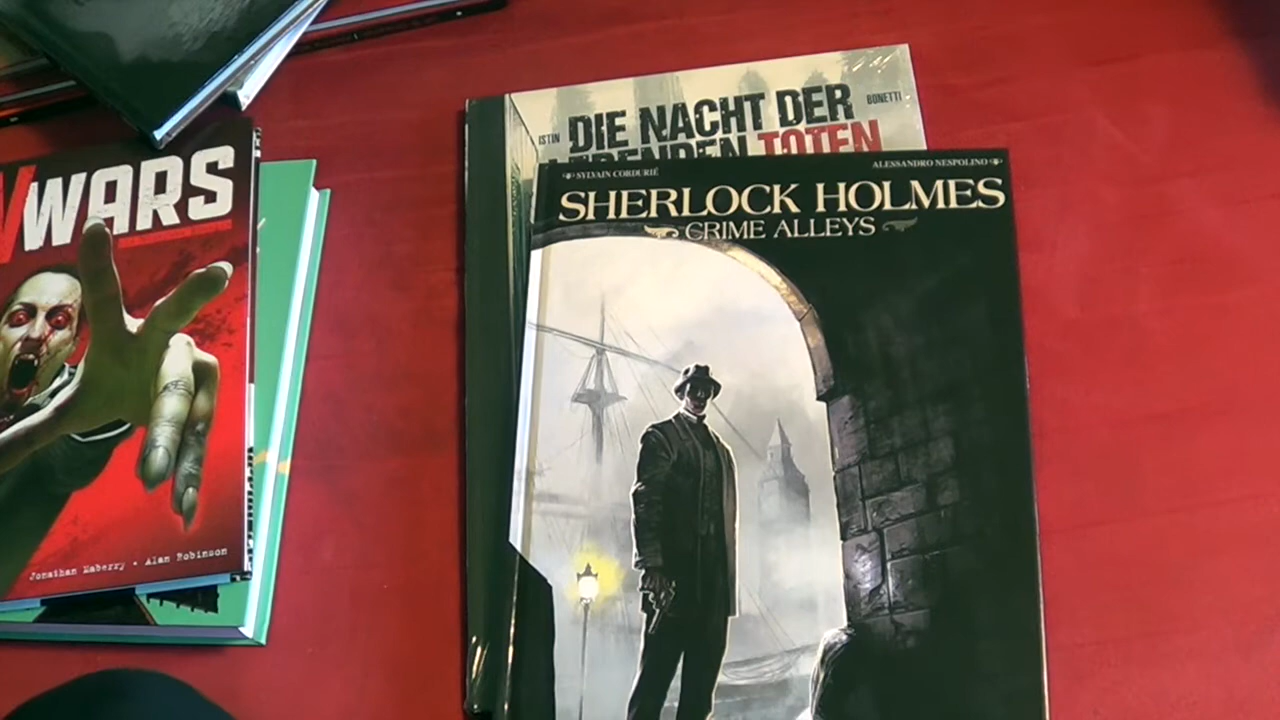 DIE NACHT DER
ISTIN
BONETTI
LEBENDEN TOTEN
SYLVAIN CORDURIÉ
ALESSANDRO NESPOLINO
SHERLOCK HOLMES
CRIME ALLEYS
V WARS
Jonathan Maberry • Alan Robinson